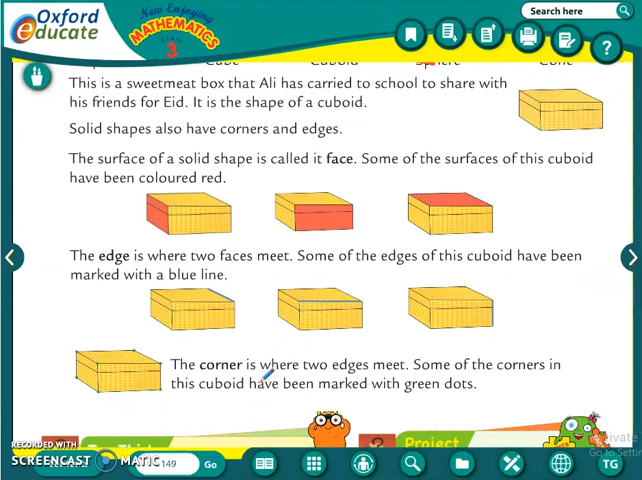 Oxford
educate
New Enjoying
MATHEMATICS
Class
3
Search here
?
Cube Cuboid Sphere Cone
This is a sweetmeat box that Ali has carried to school to share with
his friends for Eid. It is the shape of a cuboid.
Solid shapes also have corners and edges.
The surface of a solid shape is called it face. Some of the surfaces of this cuboid
have been coloured red.
The edge is where two faces meet. Some of the edges of this cuboid have been
marked with a blue line.
The corner is where two edges meet. Some of the corners in
this cuboid have been marked with green dots.
Project
RECORDED WITH
SCREENCAST MATIC
149
Go
TG